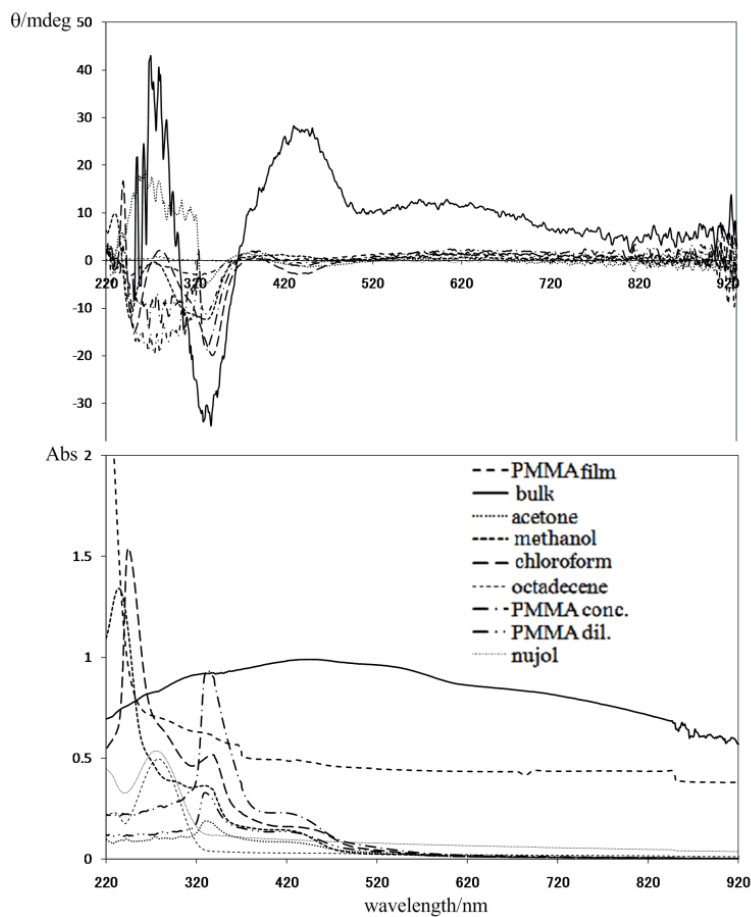 θ/mdeg
50
40
30
20
10
0
-10
-20
-30
220 320 420 520 620 720 820 920
Abs
2
1.5
1
0.5
0
PMMA film
bulk
acetone
methanol
chloroform
octadecene
PMMA conc.
PMMA dil.
nujol
220 320 420 520 620 720 820 920
wavelength/nm